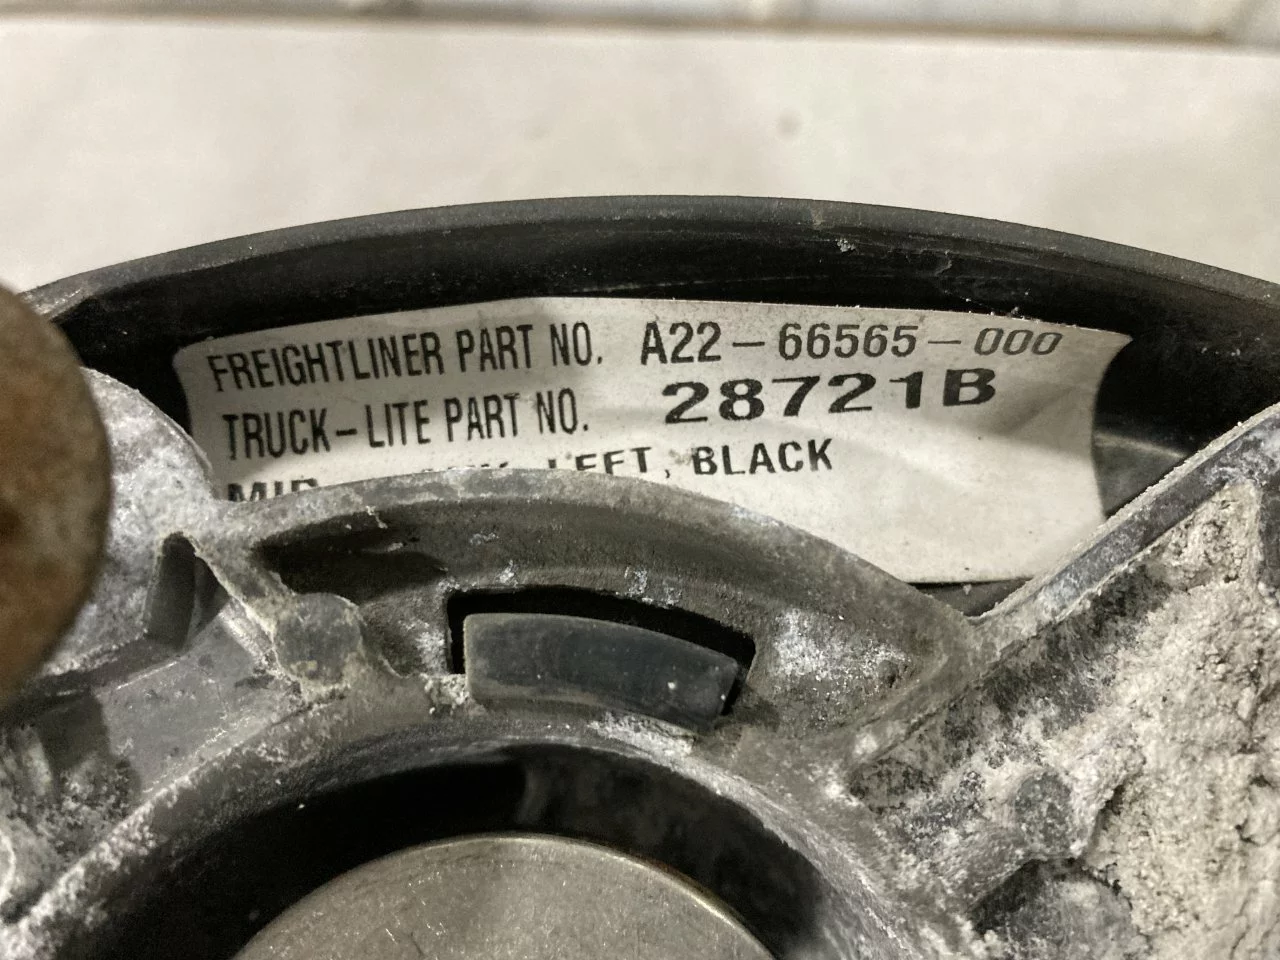 FREIGHTLINER PART NO. A22-66565-000
TRUCK-LITE PART NO. 28721B
LEFT, BLACK